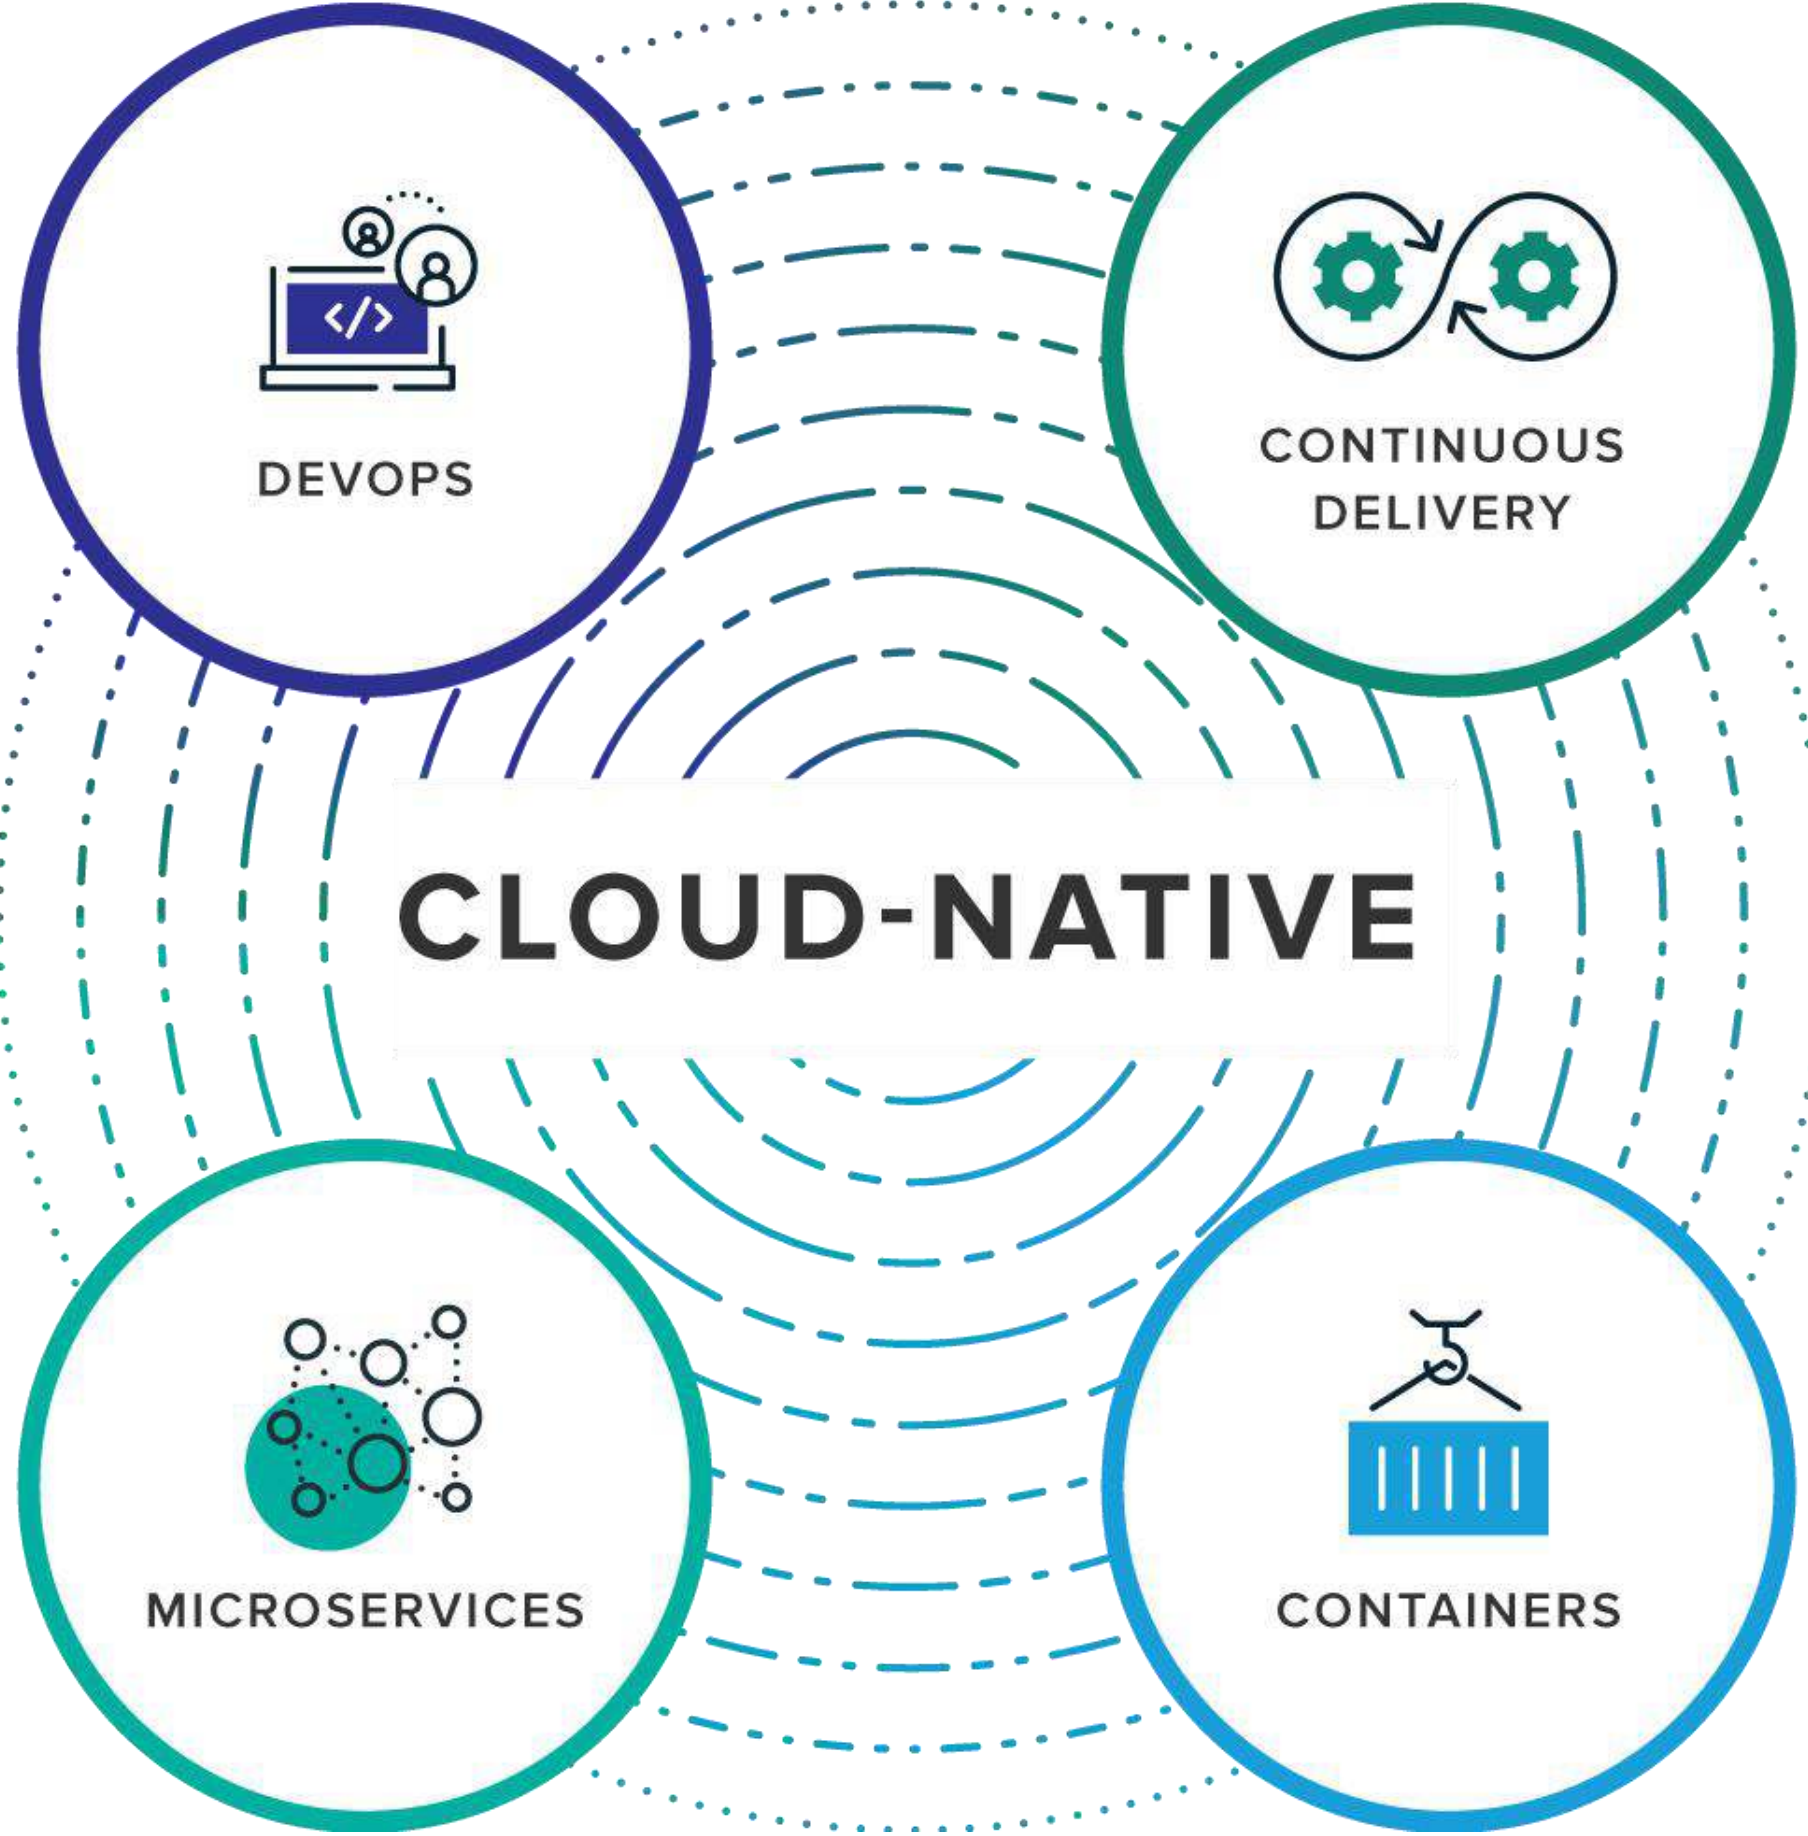 </>
DEVOPS
CONTINUOUS
DELIVERY
CLOUD-NATIVE
MICROSERVICES
CONTAINERS